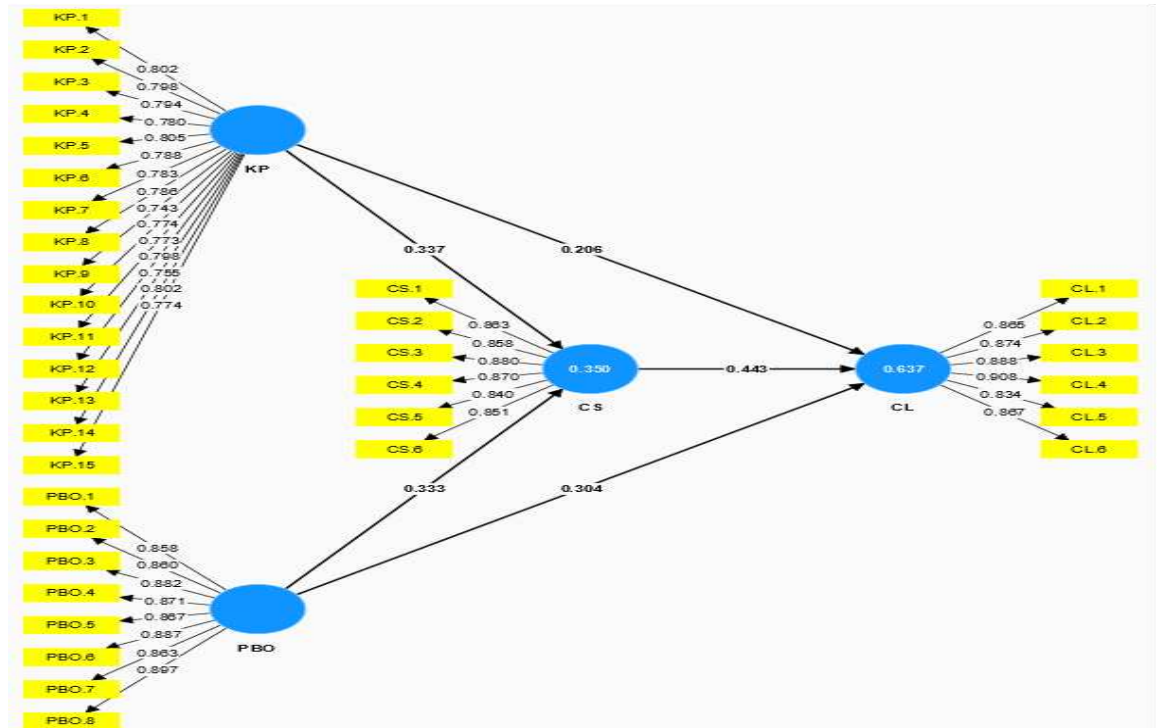 KP.1
KP.2
KP.3
KP.4
KP.5
KP.6
KP.7
KP.8
KP.9
KP.10
KP.11
KP.12
KP.13
KP.14
KP.15
0.802
0.798
0.794
0.780
0.805
0.788
0.783
0.786
0.743
0.774
0.773
0.798
0.755
0.802
0.774
KP
0.337
0.206
CS.1
CS.2
CS.3
CS.4
CS.5
CS.6
0.863
0.858
0.880
0.870
0.840
0.851
0.350
CS
0.443
0.637
CL
0.865
0.874
0.888
0.908
0.834
0.867
CL.1
CL.2
CL.3
CL.4
CL.5
CL.6
0.333
0.304
PBO.1
PBO.2
PBO.3
PBO.4
PBO.5
PBO.6
PBO.7
PBO.8
0.858
0.860
0.882
0.871
0.867
0.887
0.863
0.897
PBO